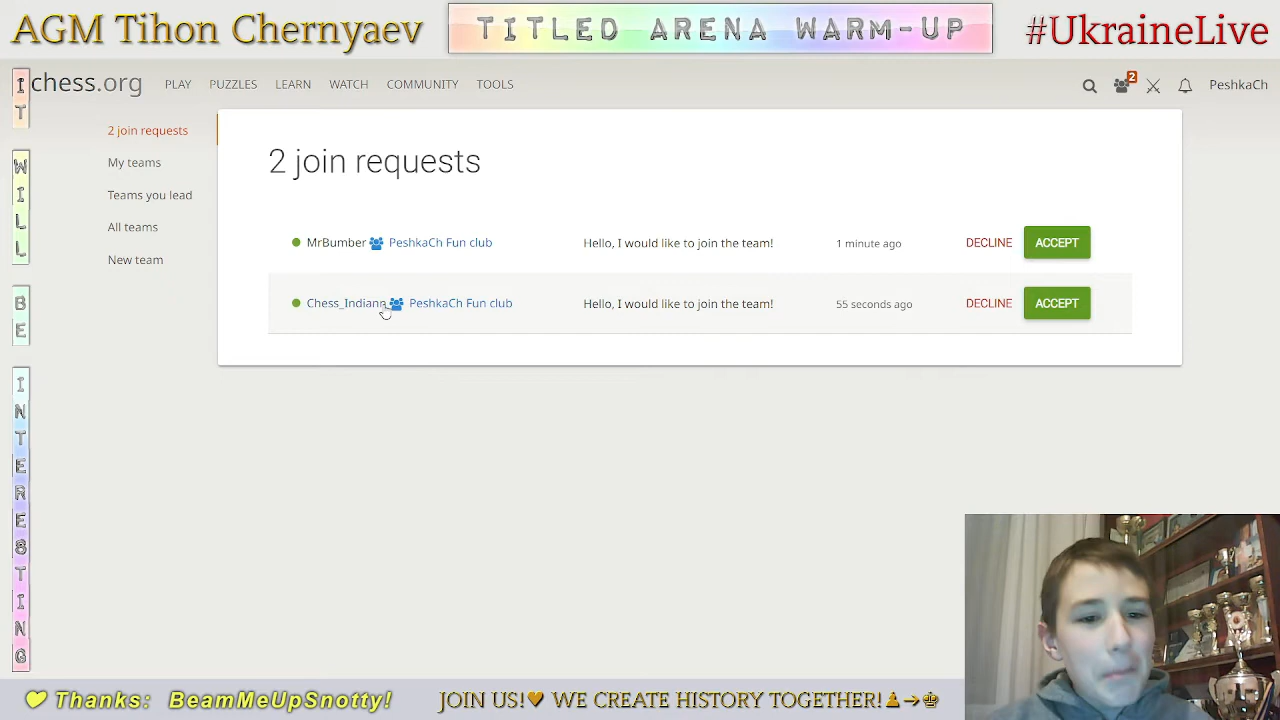 AGM Tihon Chernyaev
TITLED ARENA WARM-UP
#UkraineLive
chess.org
PLAY
PUZZLES
LEARN
WATCH
COMMUNITY
TOOLS
2
PeshkaCh
IT WILL BE INTERESTING
2 join requests
My teams
Teams you lead
All teams
New team
2 join requests
MrBumber PeshkaCh Fun club Hello, I would like to join the team! 1 minute ago DECLINE ACCEPT
Chess_Indiann PeshkaCh Fun club Hello, I would like to join the team! 55 seconds ago DECLINE ACCEPT
Thanks: BeamMeUpSnotty!
JOIN US!🧡 WE CREATE HISTORY TOGETHER!♟→♚